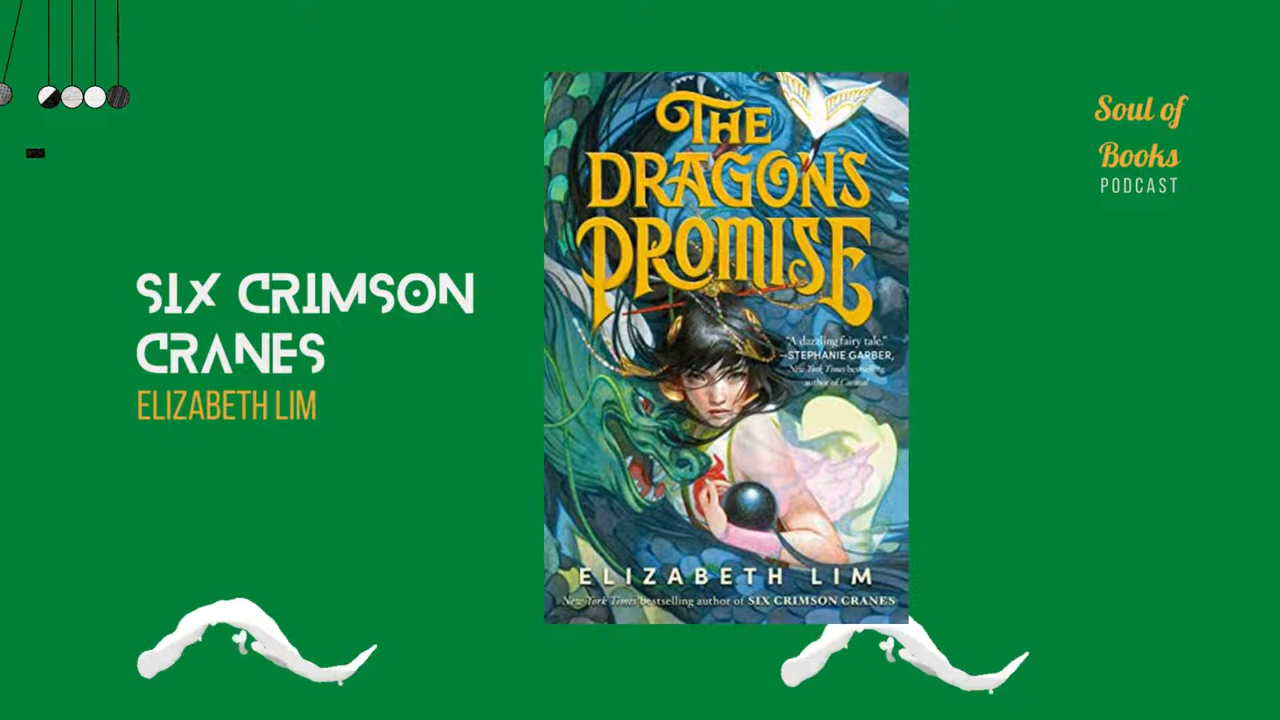 SIX CRIMSON
CRANES
ELIZABETH LIM
THE
DRAGON'S
PROMISE
"A dazzling fairy tale."
—STEPHANIE GARBER,
New York Times bestselling
author of Caraval
ELIZABETH LIM
New York Times bestselling author of SIX CRIMSON CRANES
Soul of
Books
PODCAST